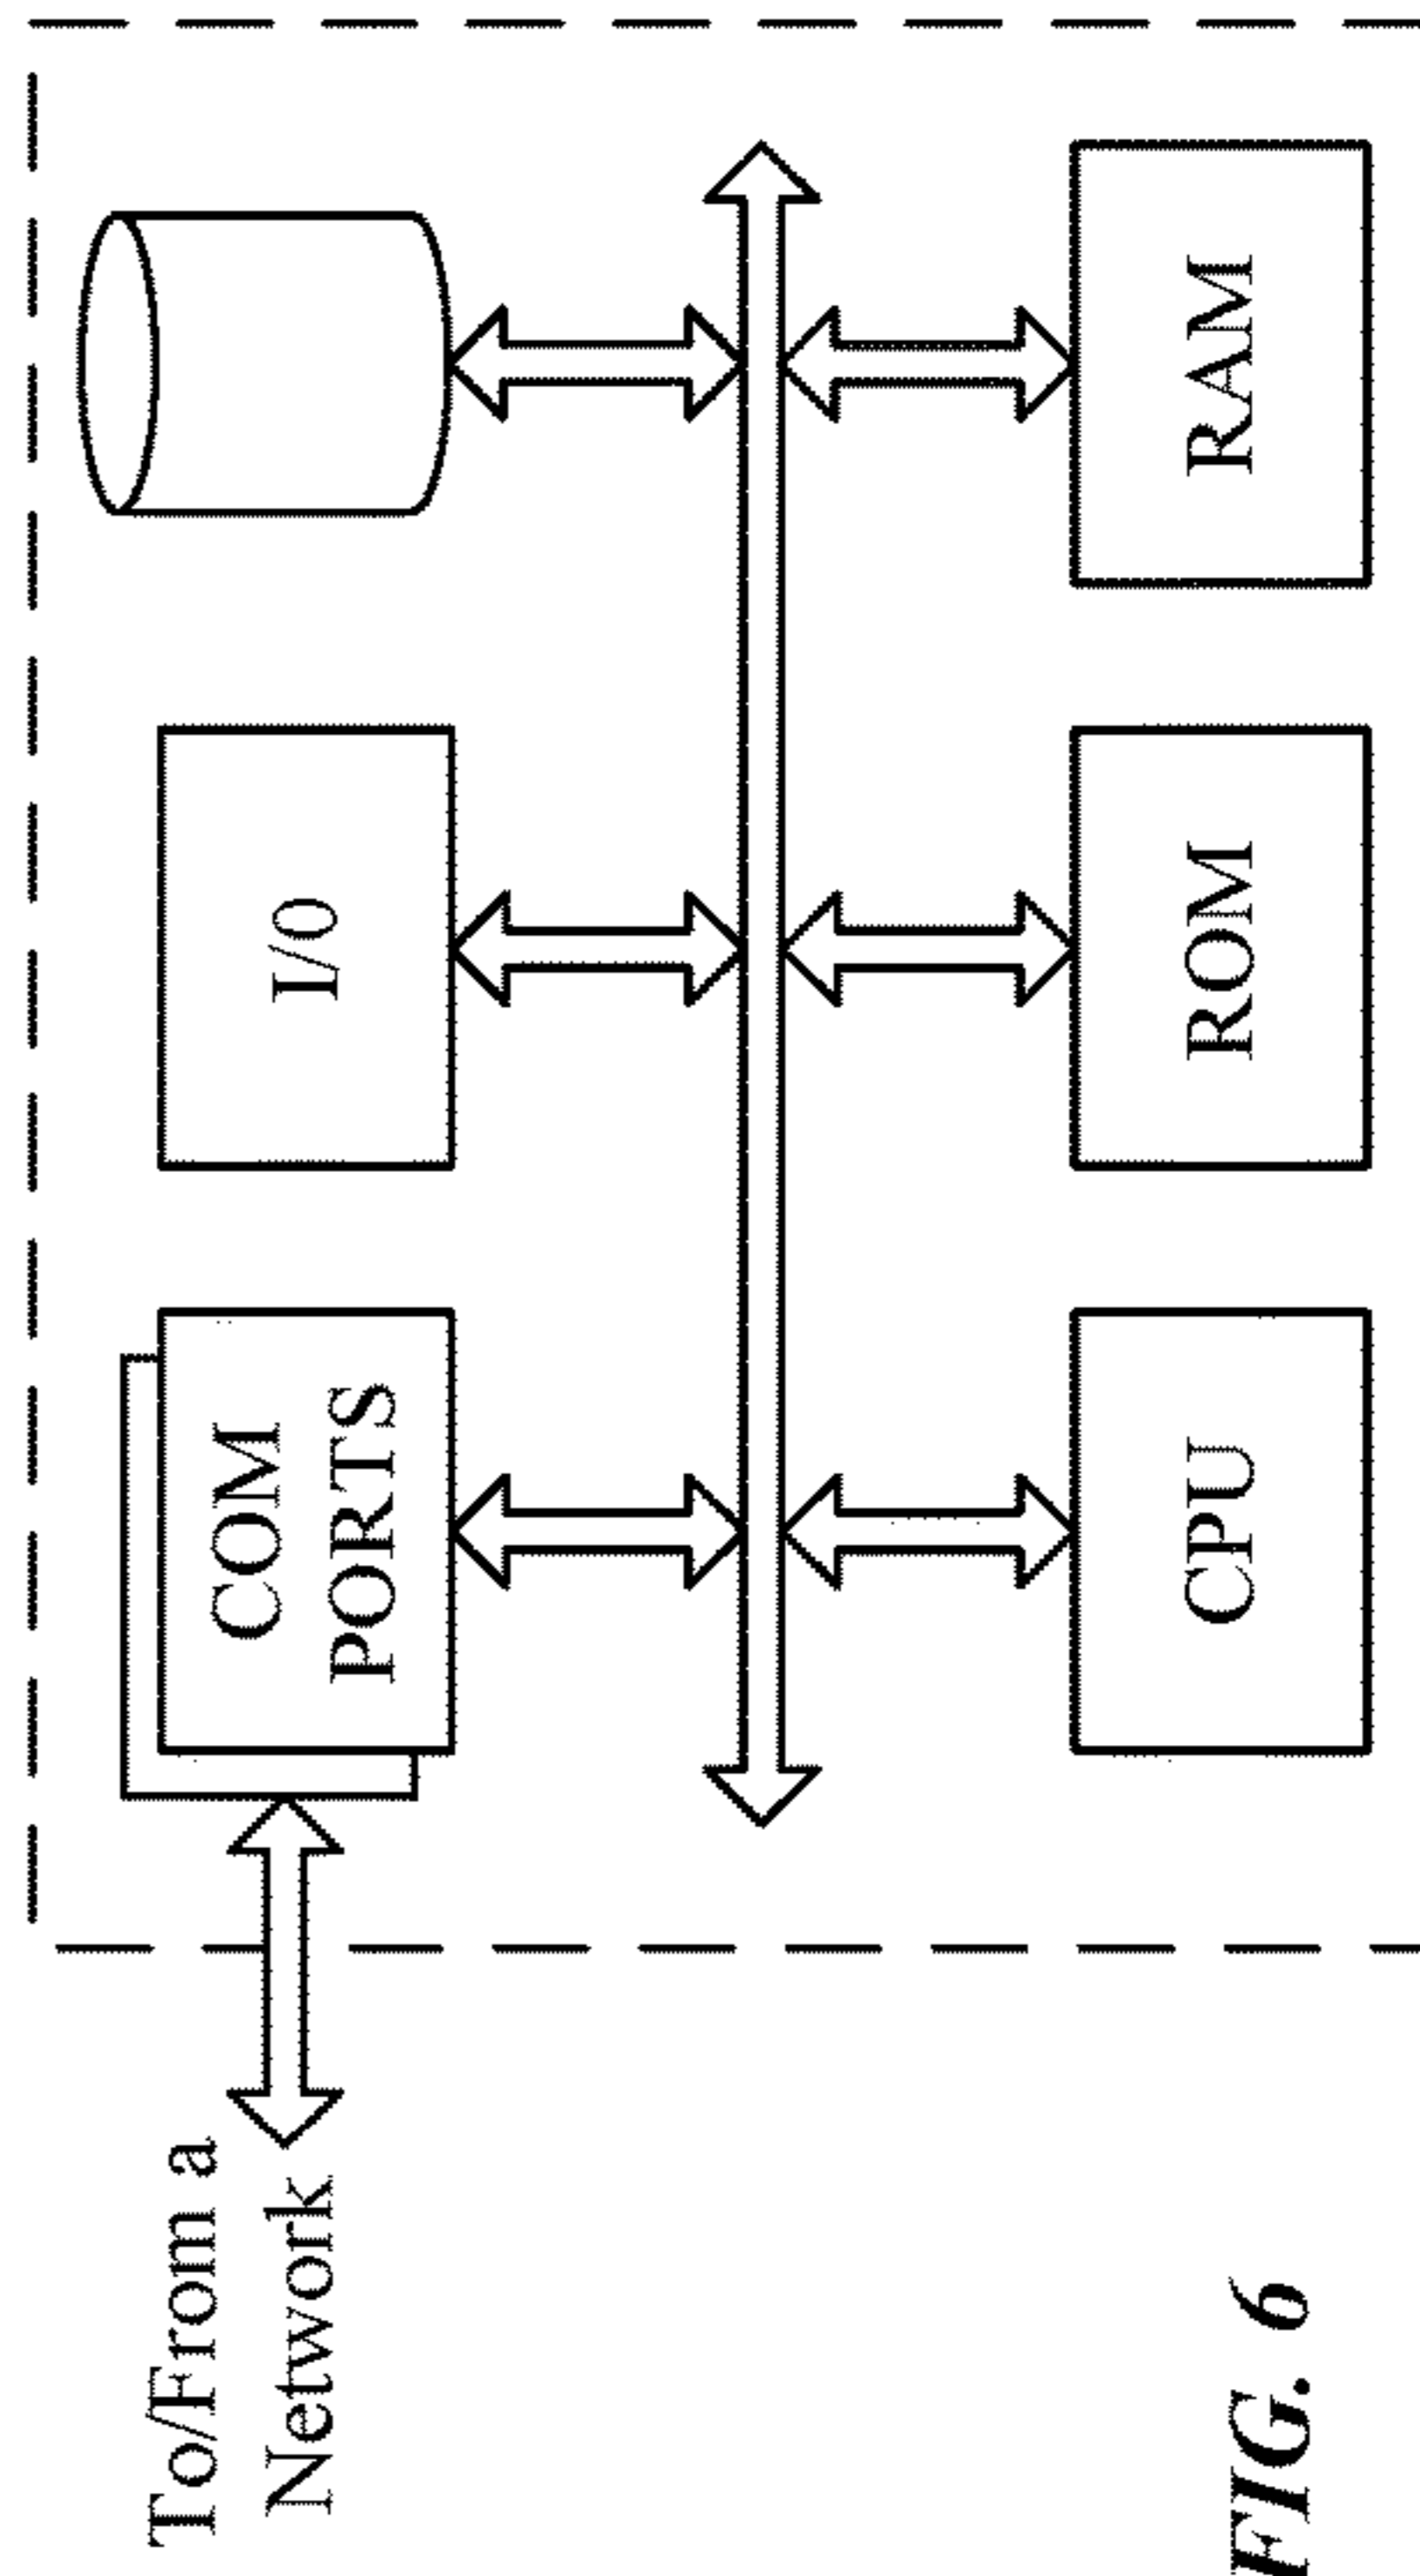 To/From a
Network
COM
PORTS
I/O
CPU
ROM
RAM
FIG. 6